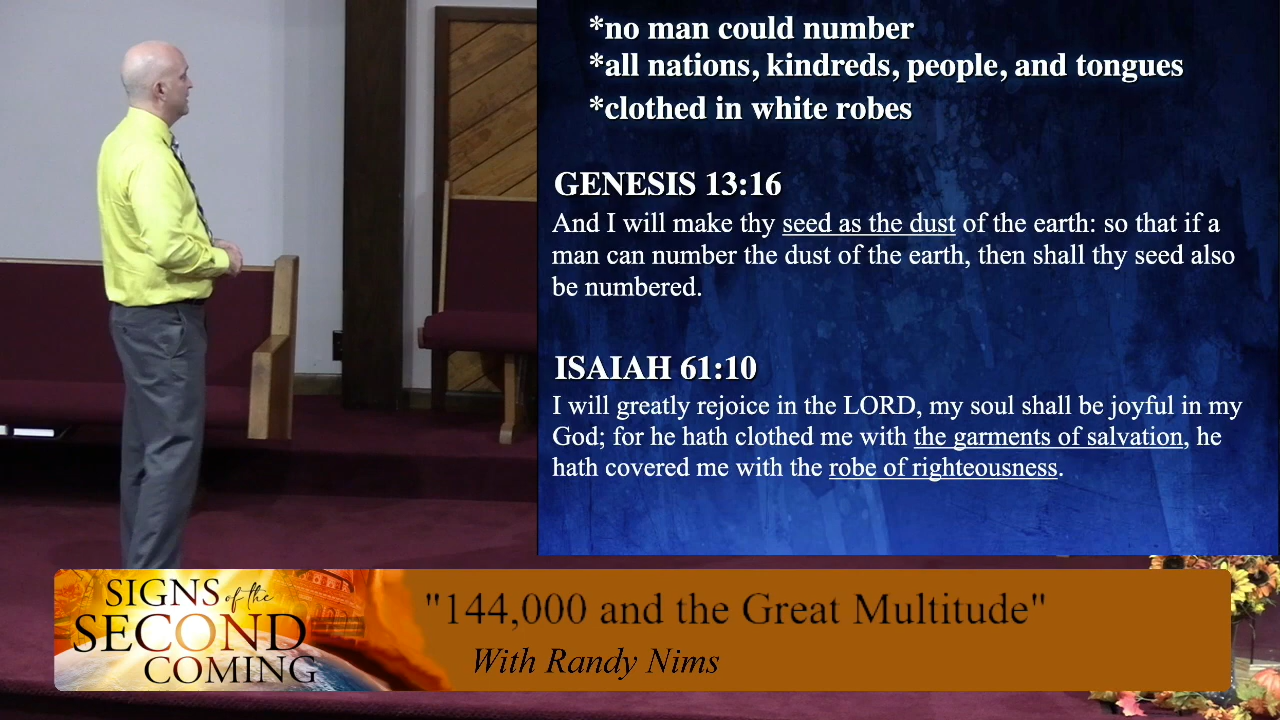 *no man could number
*all nations, kindreds, people, and tongues
*clothed in white robes
GENESIS 13:16
And I will make thy seed as the dust of the earth: so that if a
man can number the dust of the earth, then shall thy seed also
be numbered.
ISAIAH 61:10
I will greatly rejoice in the LORD, my soul shall be joyful in my
God; for he hath clothed me with the garments of salvation, he
hath covered me with the robe of righteousness.
SIGNS of the
SECOND
COMING
"144,000 and the Great Multitude"
With Randy Nims